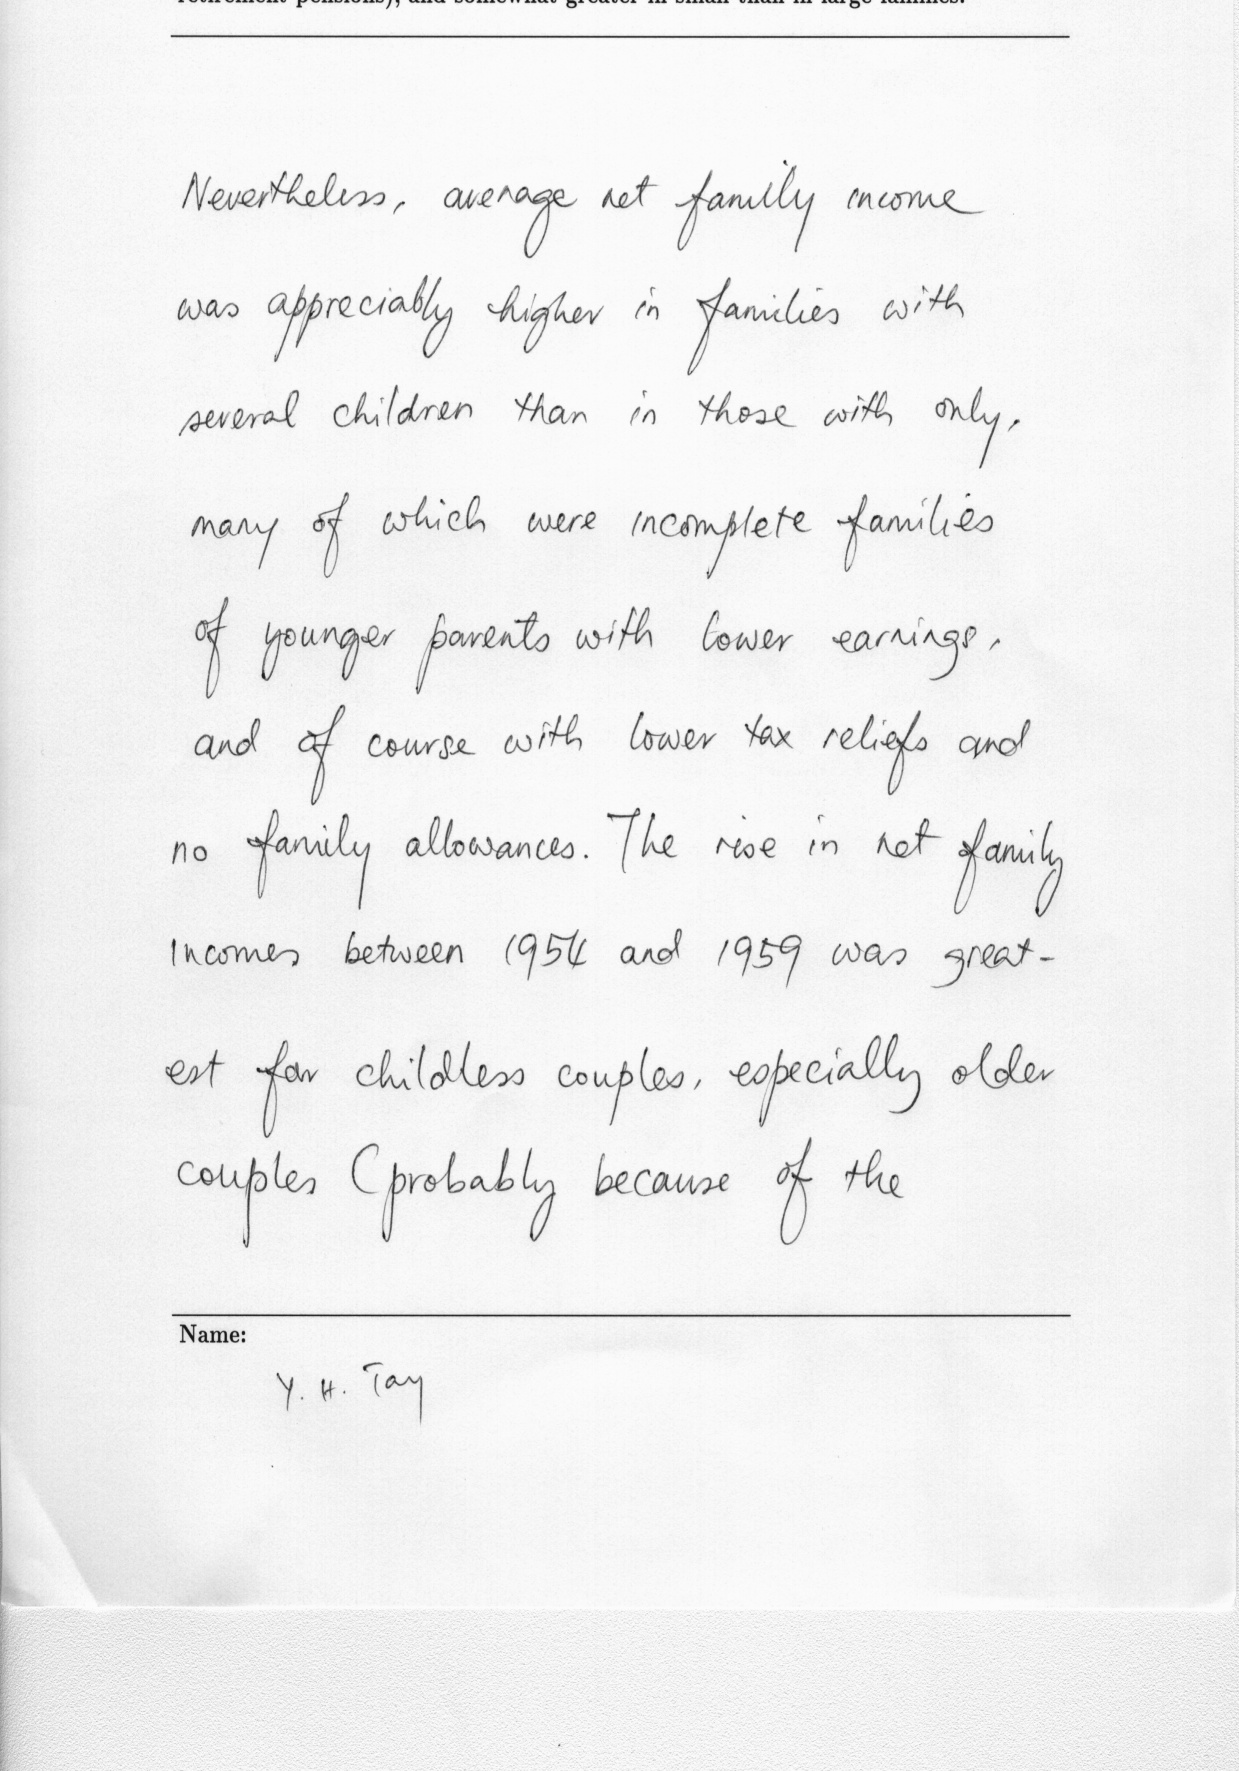 retirement pensions), and somewhat greater in small than in large families.
Nevertheless, average net family income
was appreciably higher in families with
several children than in those with only,
many of which were incomplete families
of younger parents with lower earnings,
and of course with lower tax reliefs and
no family allowances. The rise in net family
incomes between 1954 and 1959 was great-
est for childless couples, especially older
couples (probably because of the
Name:
Y. H. Tay